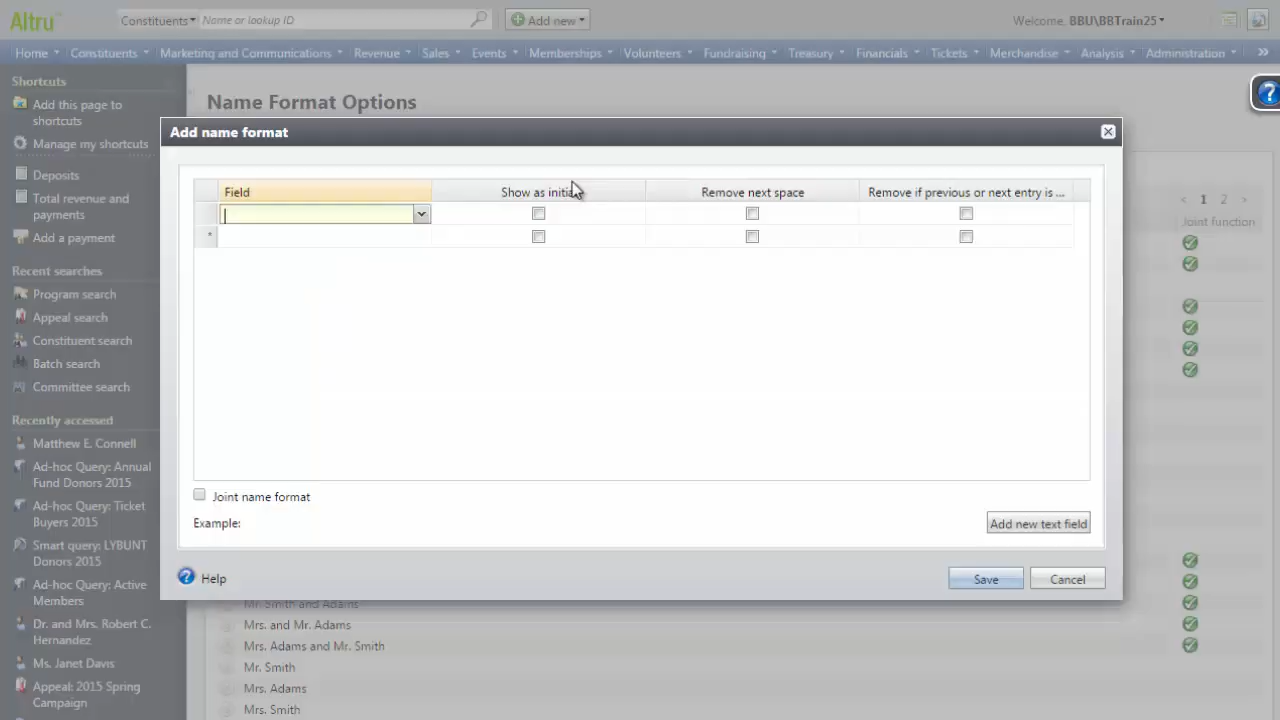 Altru
Constituents Name or lookup ID Add new Welcome, BBU\BBTrain25
Home Constituents Marketing and Communications Revenue Sales Events Memberships Volunteers Fundraising Treasury Financials Tickets Merchandise Analysis Administration »
Shortcuts
Add this page to
shortcuts
Manage my shortcuts
Deposits
Total revenue and
payments
Add a payment
Recent searches
Program search
Appeal search
Constituent search
Batch search
Committee search
Recently accessed
Matthew E. Connell
Ad-hoc Query: Annual
Fund Donors 2015
Ad-hoc Query: Ticket
Buyers 2015
Smart query: LYBUNT
Donors 2015
Ad-hoc Query: Active
Members
Dr. and Mrs. Robert C.
Hernandez
Ms. Janet Davis
Appeal: 2015 Spring
Campaign
Name Format Options
Add name format
Field Show as initial Remove next space Remove if previous or next entry is ...
*
Joint name format
Example:
Add new text field
Help
Save
Cancel
< 1 2 >
Joint function
Mr. Smith and Adams
Mrs. and Mr. Adams
Mrs. Adams and Mr. Smith
Mr. Smith
Mrs. Adams
Mrs. Smith